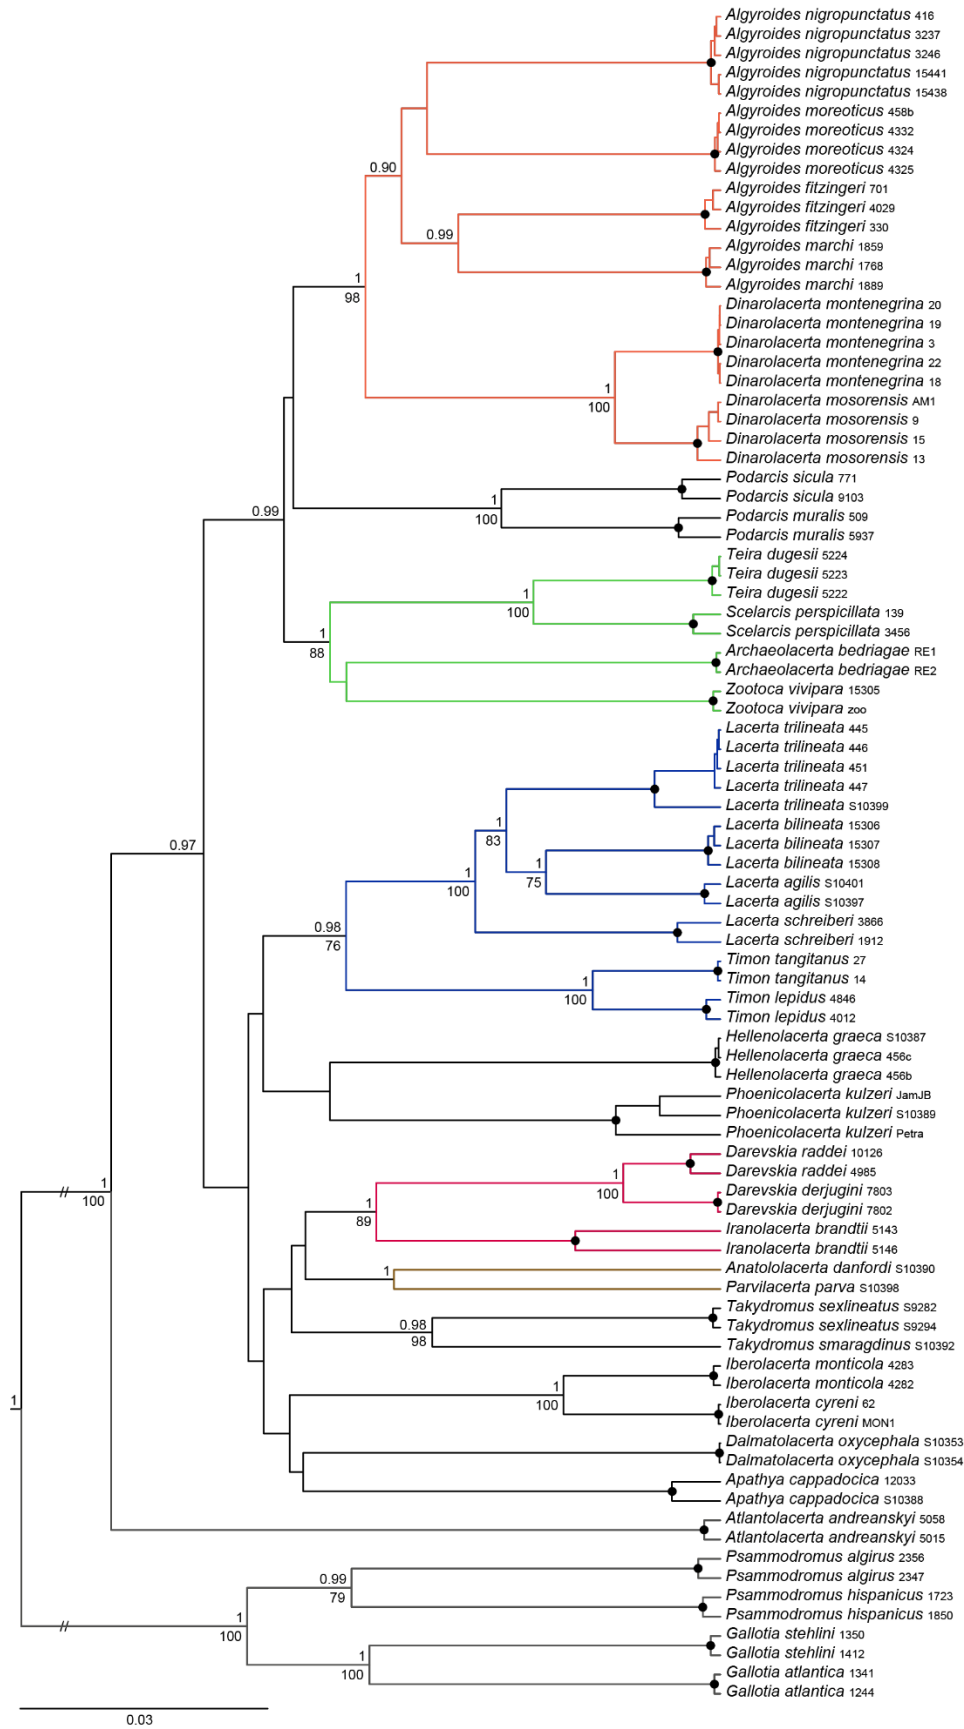 Algyroides nigropunctatus 416
Algyroides nigropunctatus 3237
Algyroides nigropunctatus 3246
Algyroides nigropunctatus 15441
Algyroides nigropunctatus 15438
Algyroides moreoticus 458b
Algyroides moreoticus 4332
Algyroides moreoticus 4324
0.90
Algyroides moreoticus 4325
Algyroides fitzingeri 701
Algyroides fitzingeri 4029
Algyroides fitzingeri 330
0.99
Algyroides marchi 1859
Algyroides marchi 1768
1
Algyroides marchi 1889
98
Dinarolacerta montenegrina 20
Dinarolacerta montenegrina 19
Dinarolacerta montenegrina 3
Dinarolacerta montenegrina 22
Dinarolacerta montenegrina 18
1
Dinarolacerta mosorensis AM1
100
Dinarolacerta mosorensis 9
Dinarolacerta mosorensis 15
Dinarolacerta mosorensis 13
Podarcis sicula 771
1
Podarcis sicula 9103
0.99
100
Podarcis muralis 509
Podarcis muralis 5937
Teira dugesii 5224
Teira dugesii 5223
1
Teira dugesii 5222
100
Scelarcis perspicillata 139
1
Scelarcis perspicillata 3456
88
Archaeolacerta bedriagae RE1
Archaeolacerta bedriagae RE2
Zootoca vivipara 15305
Zootoca vivipara zoo
Lacerta trilineata 445
Lacerta trilineata 446
Lacerta trilineata 451
Lacerta trilineata 447
Lacerta trilineata S10399
1
83
Lacerta bilineata 15306
0.97
Lacerta bilineata 15307
1
75
Lacerta bilineata 15308
1
100
Lacerta agilis S10401
Lacerta agilis S10397
Lacerta schreiberi 3866
0.98
76
Lacerta schreiberi 1912
Timon tangitanus 27
1
100
Timon tangitanus 14
Timon lepidus 4846
Timon lepidus 4012
Hellenolacerta graeca S10387
Hellenolacerta graeca 456c
Hellenolacerta graeca 456b
Phoenicolacerta kulzeri JamJB
Phoenicolacerta kulzeri S10389
Phoenicolacerta kulzeri Petra
Darevskia raddei 10126
1
100
Darevskia raddei 4985
1
100
Darevskia derjugini 7803
1
89
Darevskia derjugini 7802
Iranolacerta brandtii 5143
Iranolacerta brandtii 5146
1
Anatololacerta danfordi S10390
Parvilacerta parva S10398
Takydromus sexlineatus S9282
0.98
98
Takydromus sexlineatus S9294
Takydromus smaragdinus S10392
Iberolacerta monticola 4283
1
100
Iberolacerta monticola 4282
1
Iberolacerta cyreni 62
Iberolacerta cyreni MON1
Dalmatolacerta oxycephala S10353
Dalmatolacerta oxycephala S10354
Apathya cappadocica 12033
Apathya cappadocica S10388
Atlantolacerta andreanskyi 5058
Atlantolacerta andreanskyi 5015
Psammodromus algirus 2356
0.99
79
Psammodromus algirus 2347
Psammodromus hispanicus 1723
1
100
Psammodromus hispanicus 1850
Gallotia stehlini 1350
1
100
Gallotia stehlini 1412
Gallotia atlantica 1341
Gallotia atlantica 1244
0.03